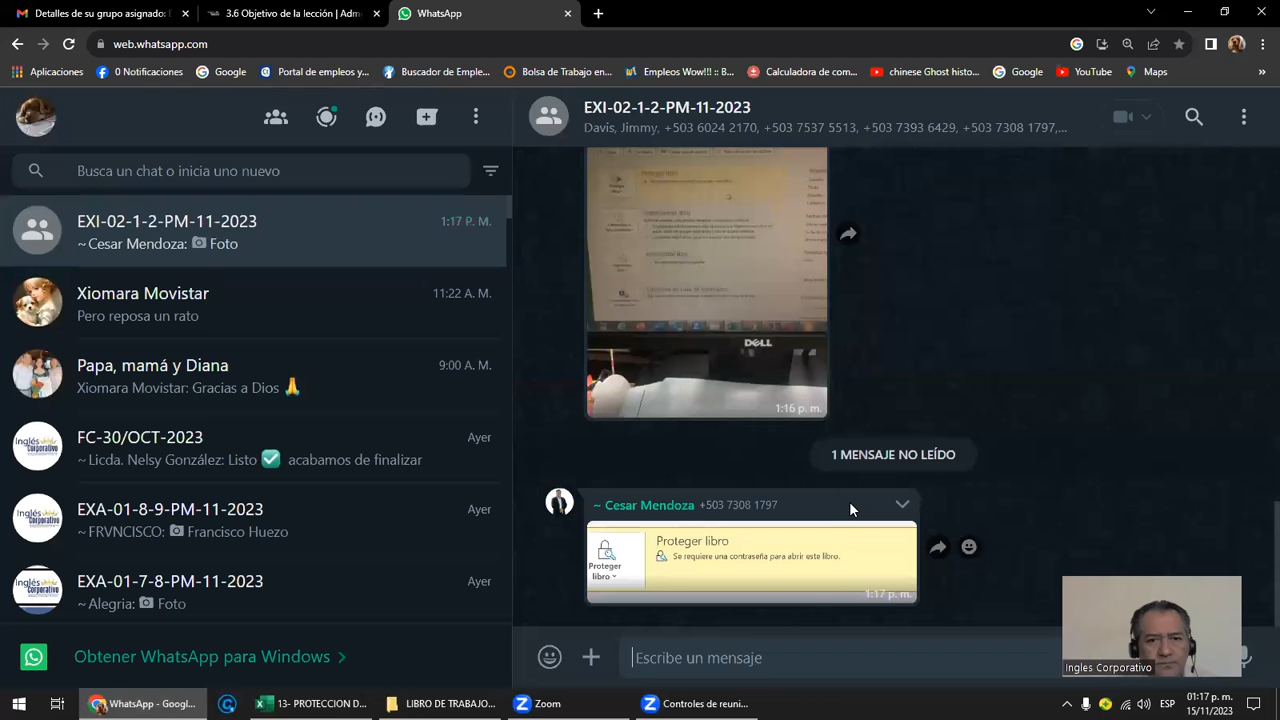 Detalles de su grupo asignado:
3.6 Objetivo de la lección | Adm
WhatsApp
web.whatsapp.com
Aplicaciones
0 Notificaciones
Google
Portal de empleos y...
Buscador de Emple...
Bolsa de Trabajo en...
Empleos Wow!!! :: B...
Calculadora de com...
chinese Ghost histo...
Google
YouTube
Maps
Busca un chat o inicia uno nuevo
EXI-02-1-2-PM-11-2023
1:17 P. M.
~ Cesar Mendoza: Foto
Xiomara Movistar
11:22 A. M.
Pero reposa un rato
Papa, mamá y Diana
9:00 A. M.
Xiomara Movistar: Gracias a Dios 🙏
FC-30/OCT-2023
Ayer
~ Licda. Nelsy González: Listo ✅ acabamos de finalizar
EXA-01-8-9-PM-11-2023
Ayer
~ FRVNCISCO: Francisco Huezo
EXA-01-7-8-PM-11-2023
Ayer
~ Alegria: Foto
Obtener WhatsApp para Windows
EXI-02-1-2-PM-11-2023
Davis, Jimmy, +503 6024 2170, +503 7537 5513, +503 7393 6429, +503 7308 1797,...
DELL
1:16 p. m.
1 MENSAJE NO LEÍDO
~ Cesar Mendoza +503 7308 1797
Proteger libro
Se requiere una contraseña para abrir este libro.
Proteger
libro
1:17 p. m.
Escribe un mensaje
Ingles Corporativo
WhatsApp - Googl...
13- PROTECCION D...
LIBRO DE TRABAJO...
Zoom
Controles de reuni...
ESP
01:17 p. m.
15/11/2023